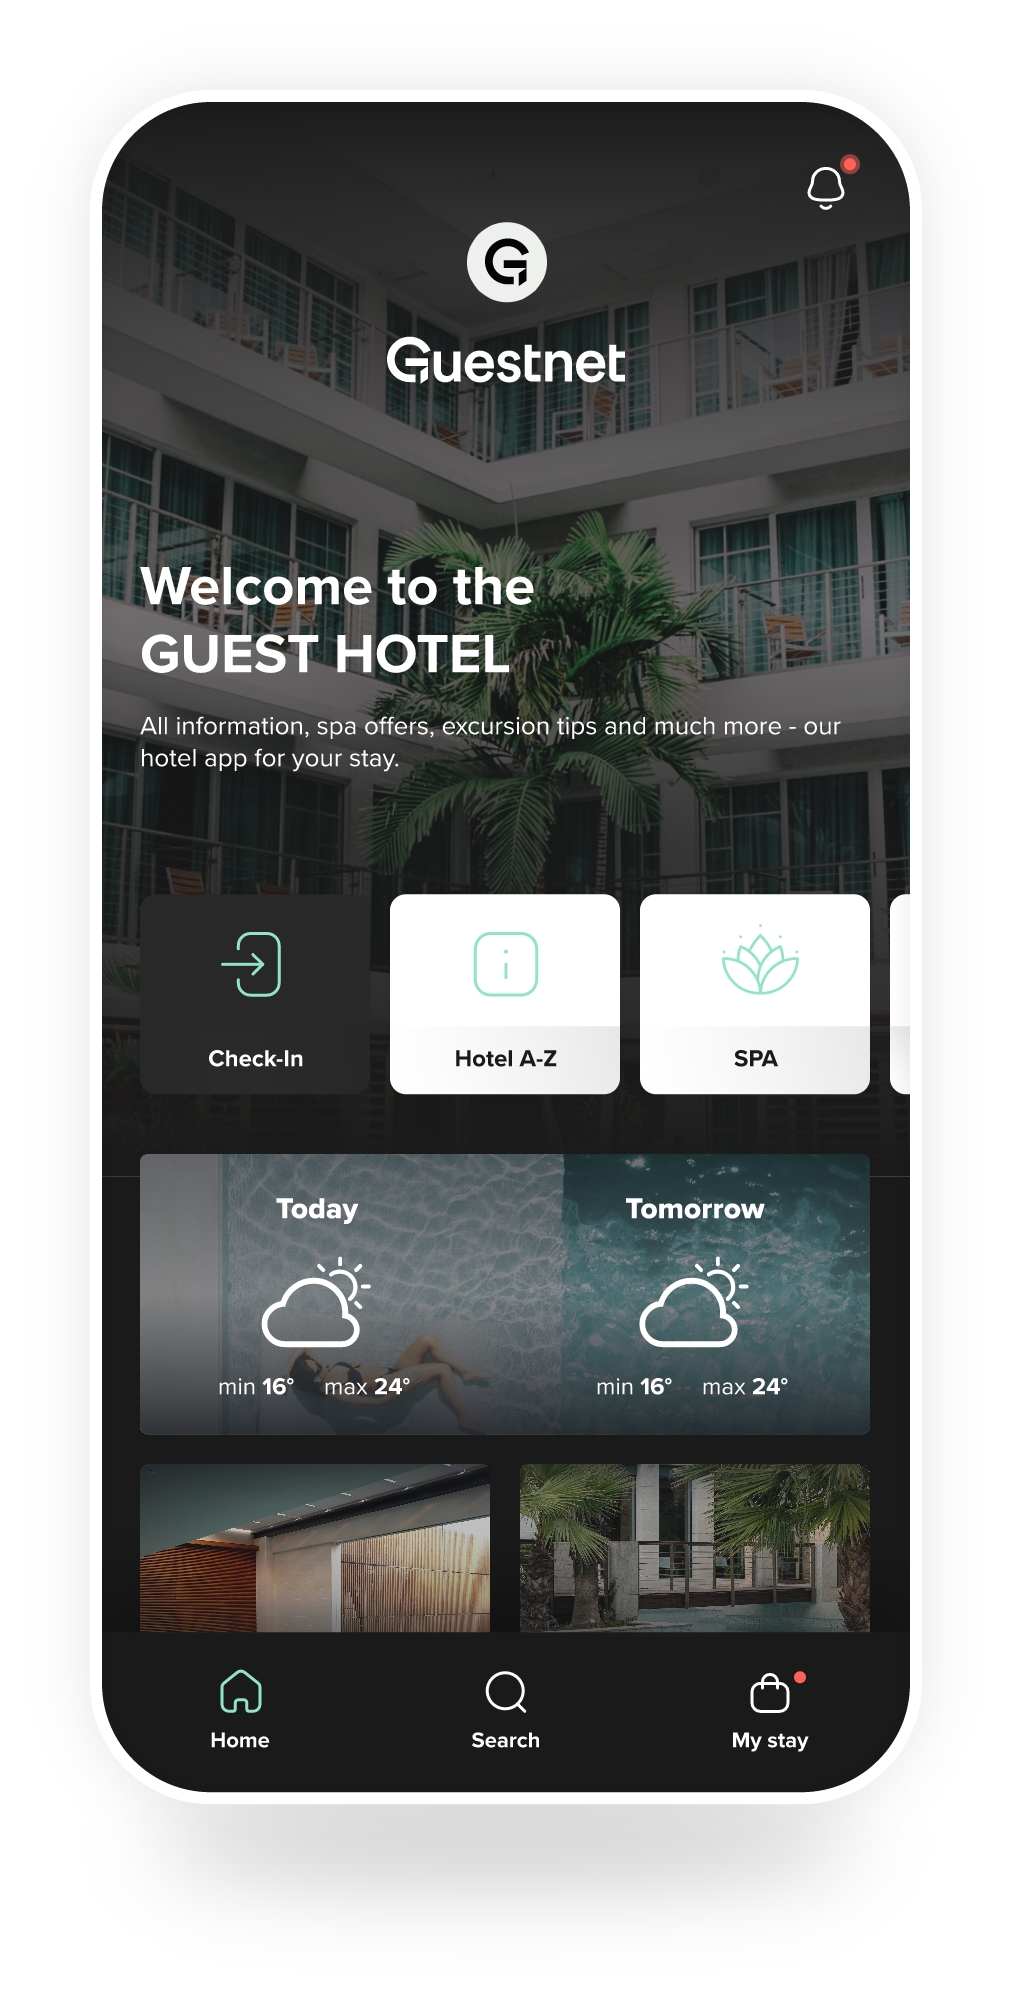 G
Guestnet
Welcome to the
GUEST HOTEL
All information, spa offers, excursion tips and much more - our
hotel app for your stay.
Check-In
Hotel A-Z
SPA
Today
Tomorrow
min 16° max 24°
min 16° max 24°
Home
Search
My stay